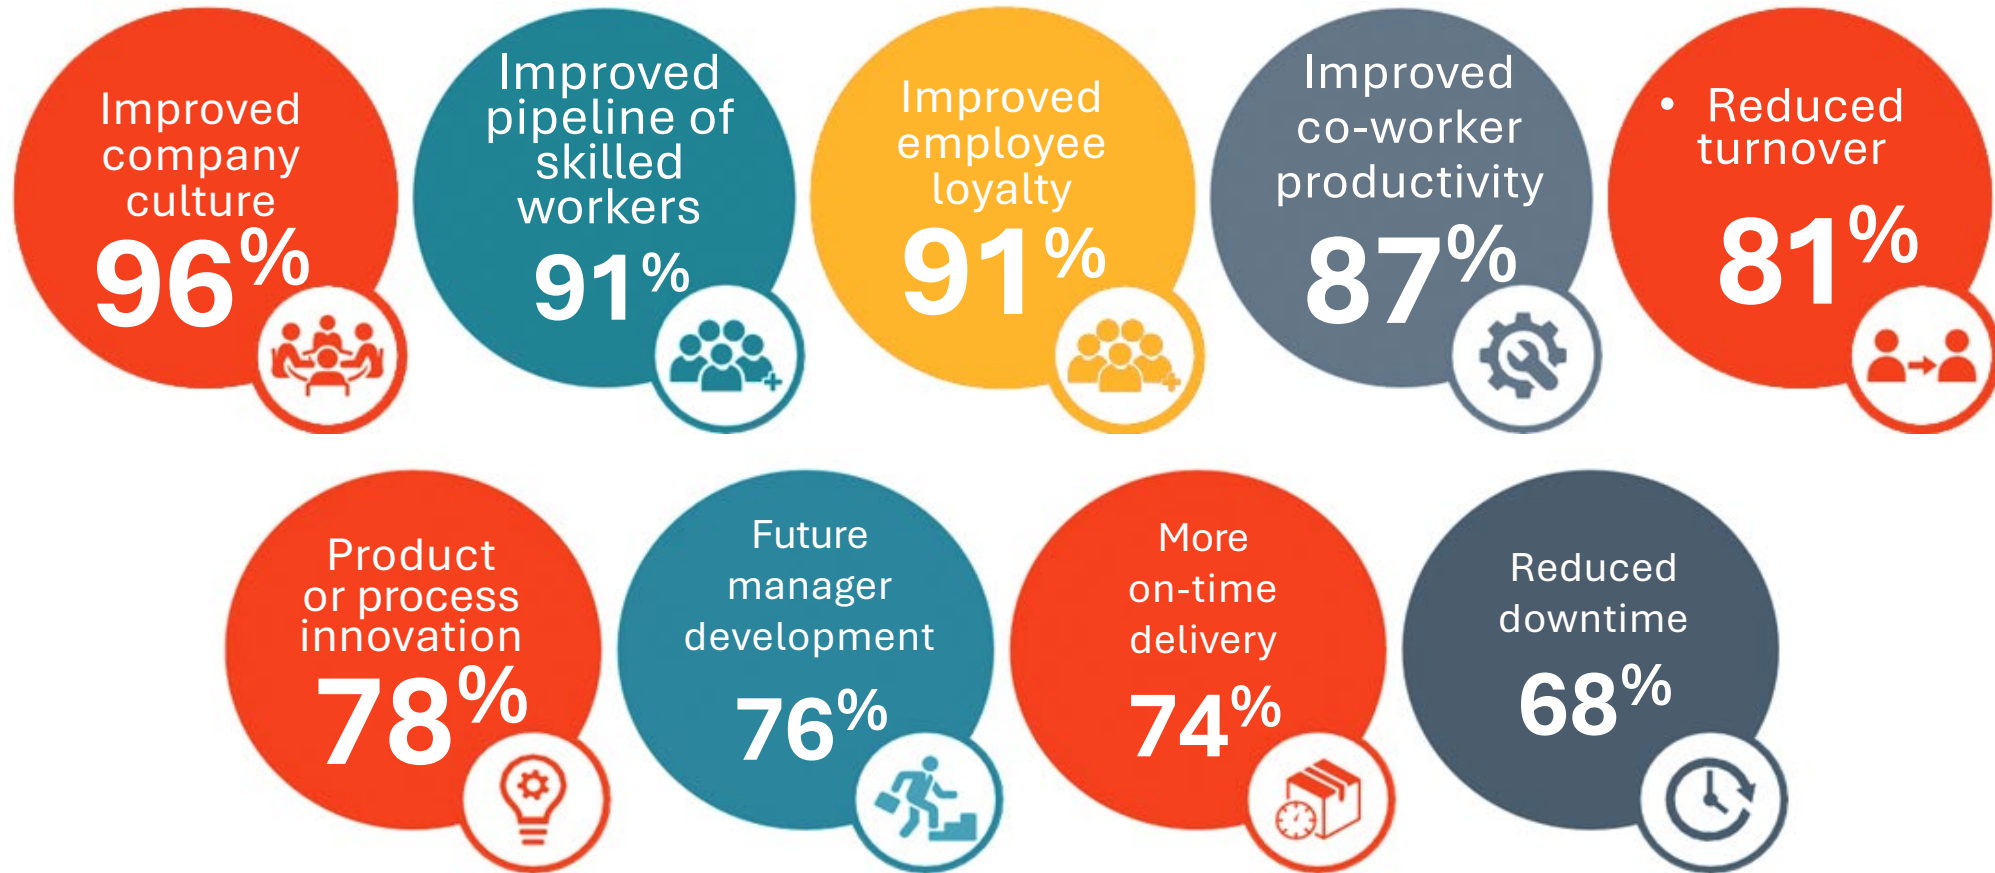 Improved
company
culture
96%
Improved
pipeline of
skilled
workers
91%
Improved
employee
loyalty
91%
Improved
co-worker
productivity
87%
• Reduced
turnover
81%
Product
or process
innovation
78%
Future
manager
development
76%
More
on-time
delivery
74%
Reduced
downtime
68%